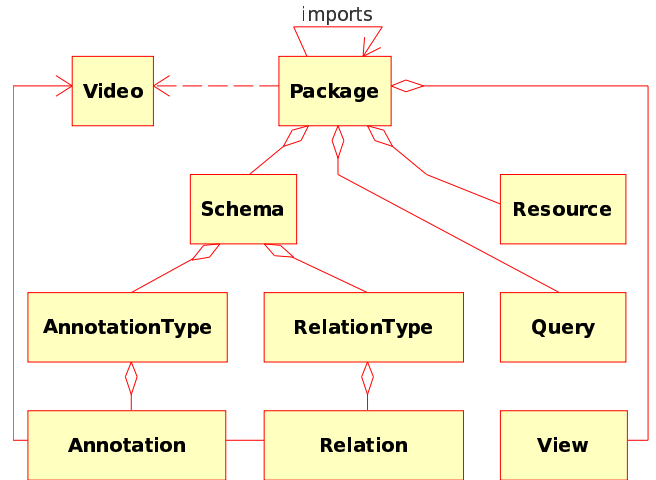 imports
Video
Package
Schema
Resource
AnnotationType
RelationType
Query
Annotation
Relation
View